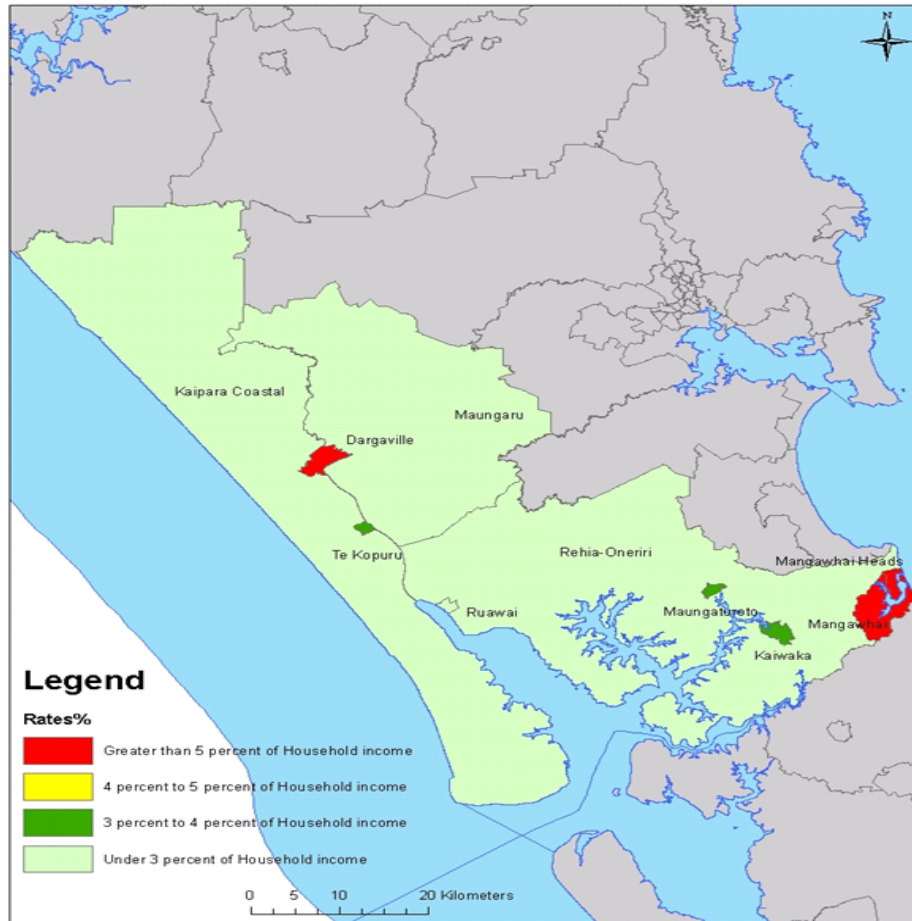 N
Kaipara Coastal
Maungaru
Dargaville
Te Kopuru
Rehia-Oneriri
Mangawhai Heads
Ruawai
Maungatureto
Mangawhai
Kaiwaka
Legend
Rates%
Greater than 5 percent of Household income
4 percent to 5 percent of Household income
3 percent to 4 percent of Household income
Under 3 percent of Household income
0 5 10 20 Kilometers